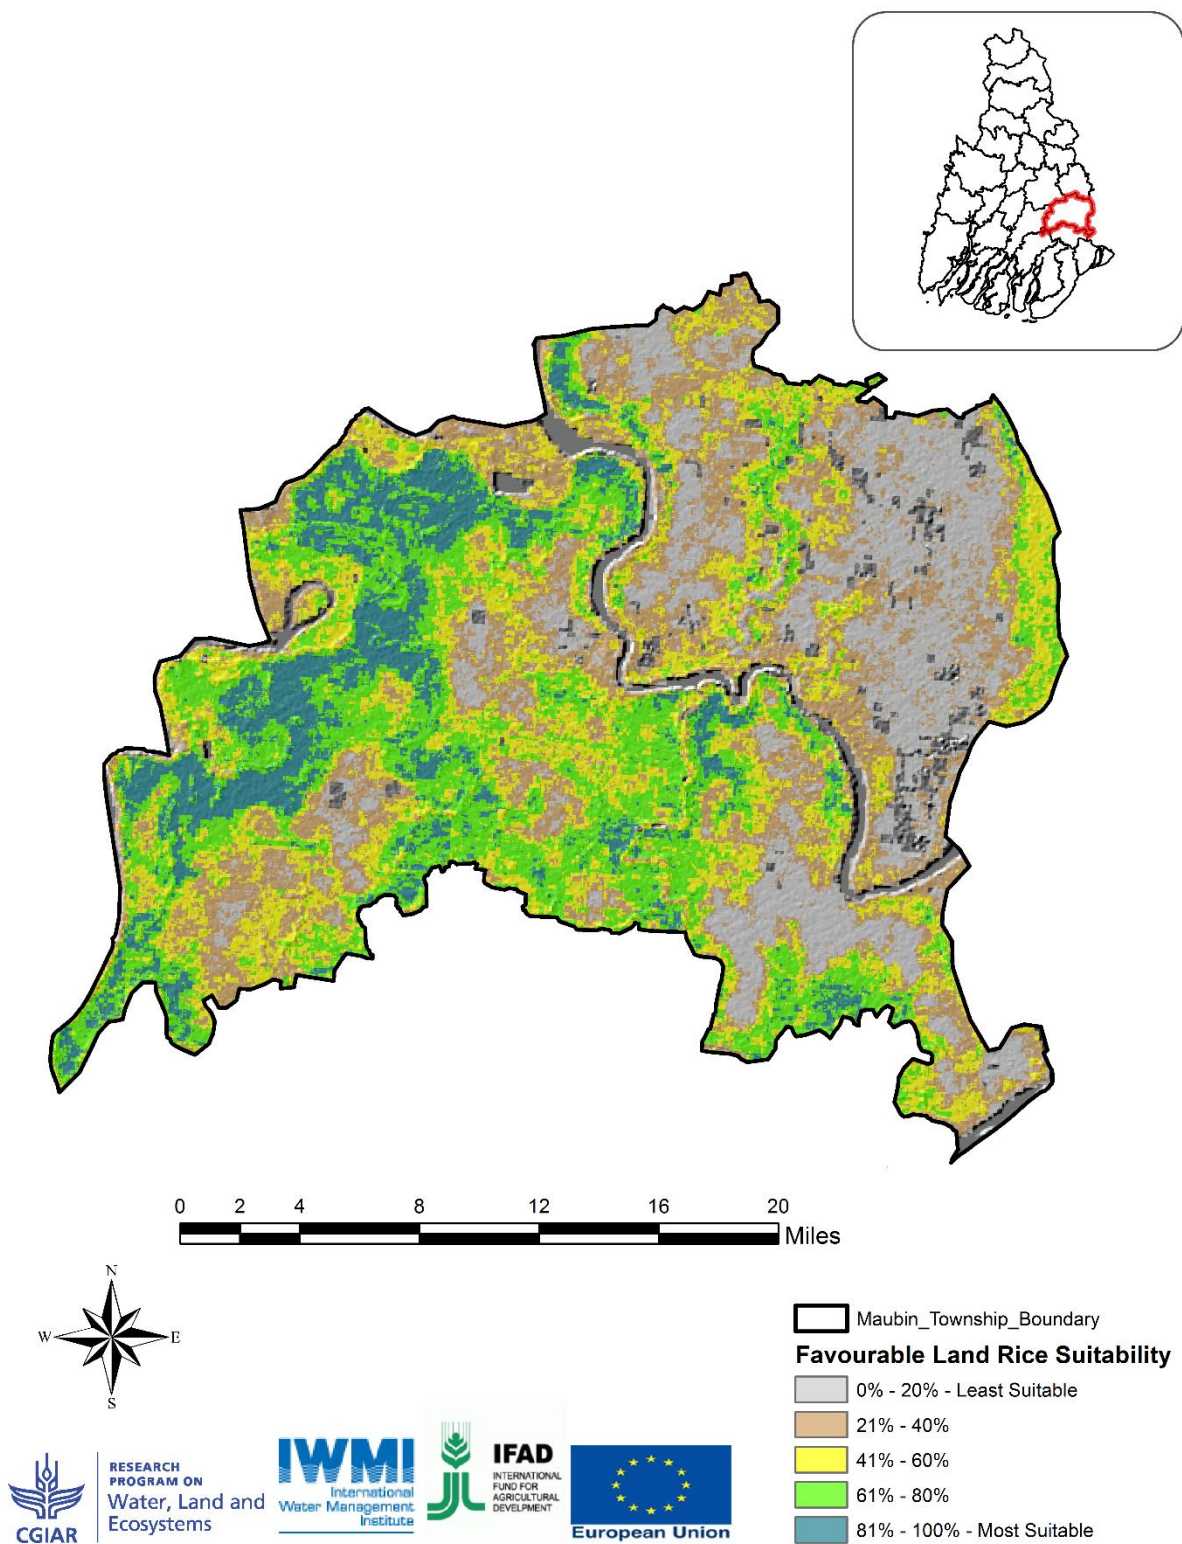 0 2 4 8 12 16 20
Miles
N
W E
S
Maubin_Township_Boundary
Favourable Land Rice Suitability
0% - 20% - Least Suitable
21% - 40%
41% - 60%
61% - 80%
81% - 100% - Most Suitable
CGIAR
RESEARCH
PROGRAM ON
Water, Land and
Ecosystems
IWMI
International
Water Management
Institute
IFAD
INTERNATIONAL
FUND FOR
AGRICULTURAL
DEVELPMENT
European Union